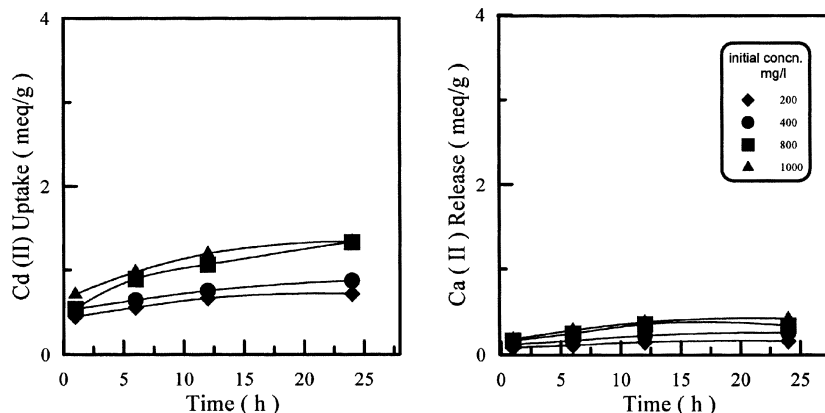 4
2
0
Cd (II) Uptake ( meq/g )
0 5 10 15 20 25
Time ( h )
4
2
0
Ca ( II ) Release ( meq/g )
0 5 10 15 20 25
Time ( h )
initial concn.
mg/l
200
400
800
1000